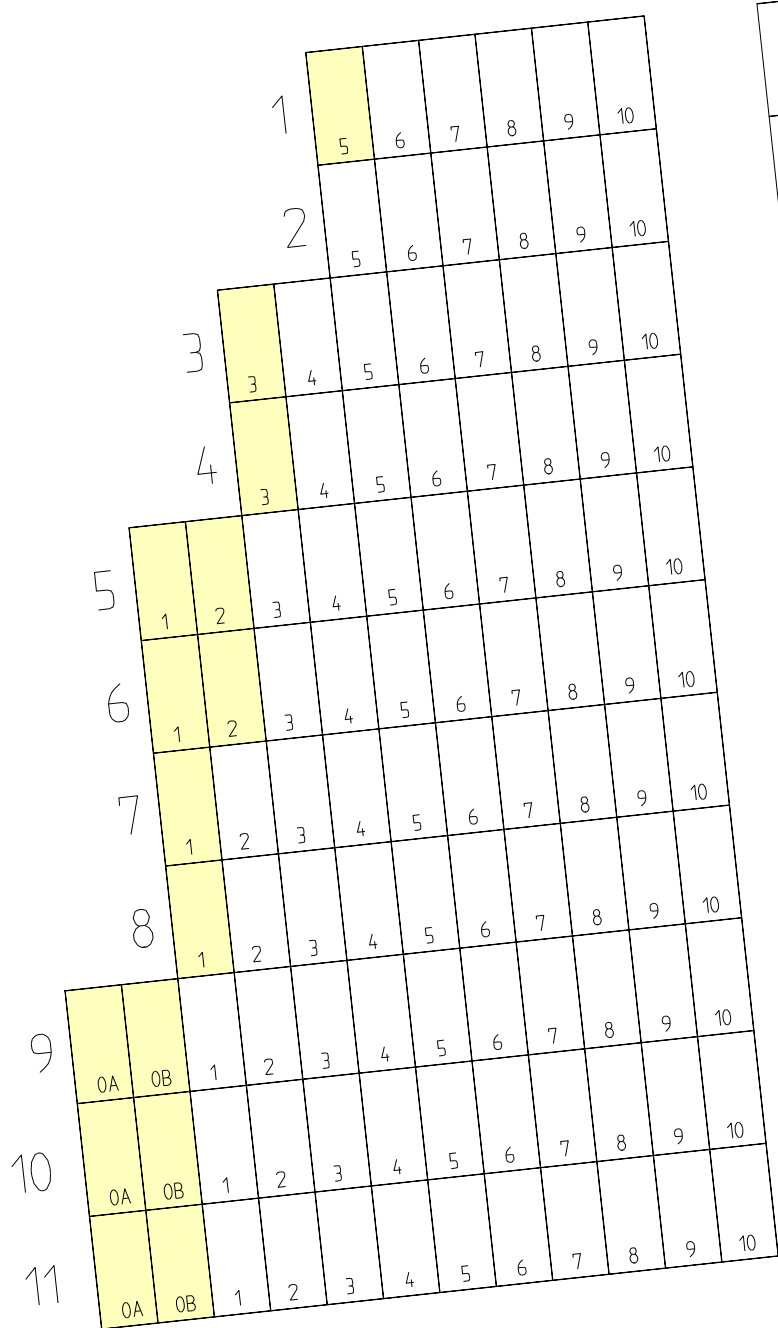 1 5 6 7 8 9 10
2 5 6 7 8 9 10
3 3 4 5 6 7 8 9 10
4 3 4 5 6 7 8 9 10
5 1 2 3 4 5 6 7 8 9 10
6 1 2 3 4 5 6 7 8 9 10
7 1 2 3 4 5 6 7 8 9 10
8 1 2 3 4 5 6 7 8 9 10
9 0A 0B 1 2 3 4 5 6 7 8 9 10
10 0A 0B 1 2 3 4 5 6 7 8 9 10
11 0A 0B 1 2 3 4 5 6 7 8 9 10